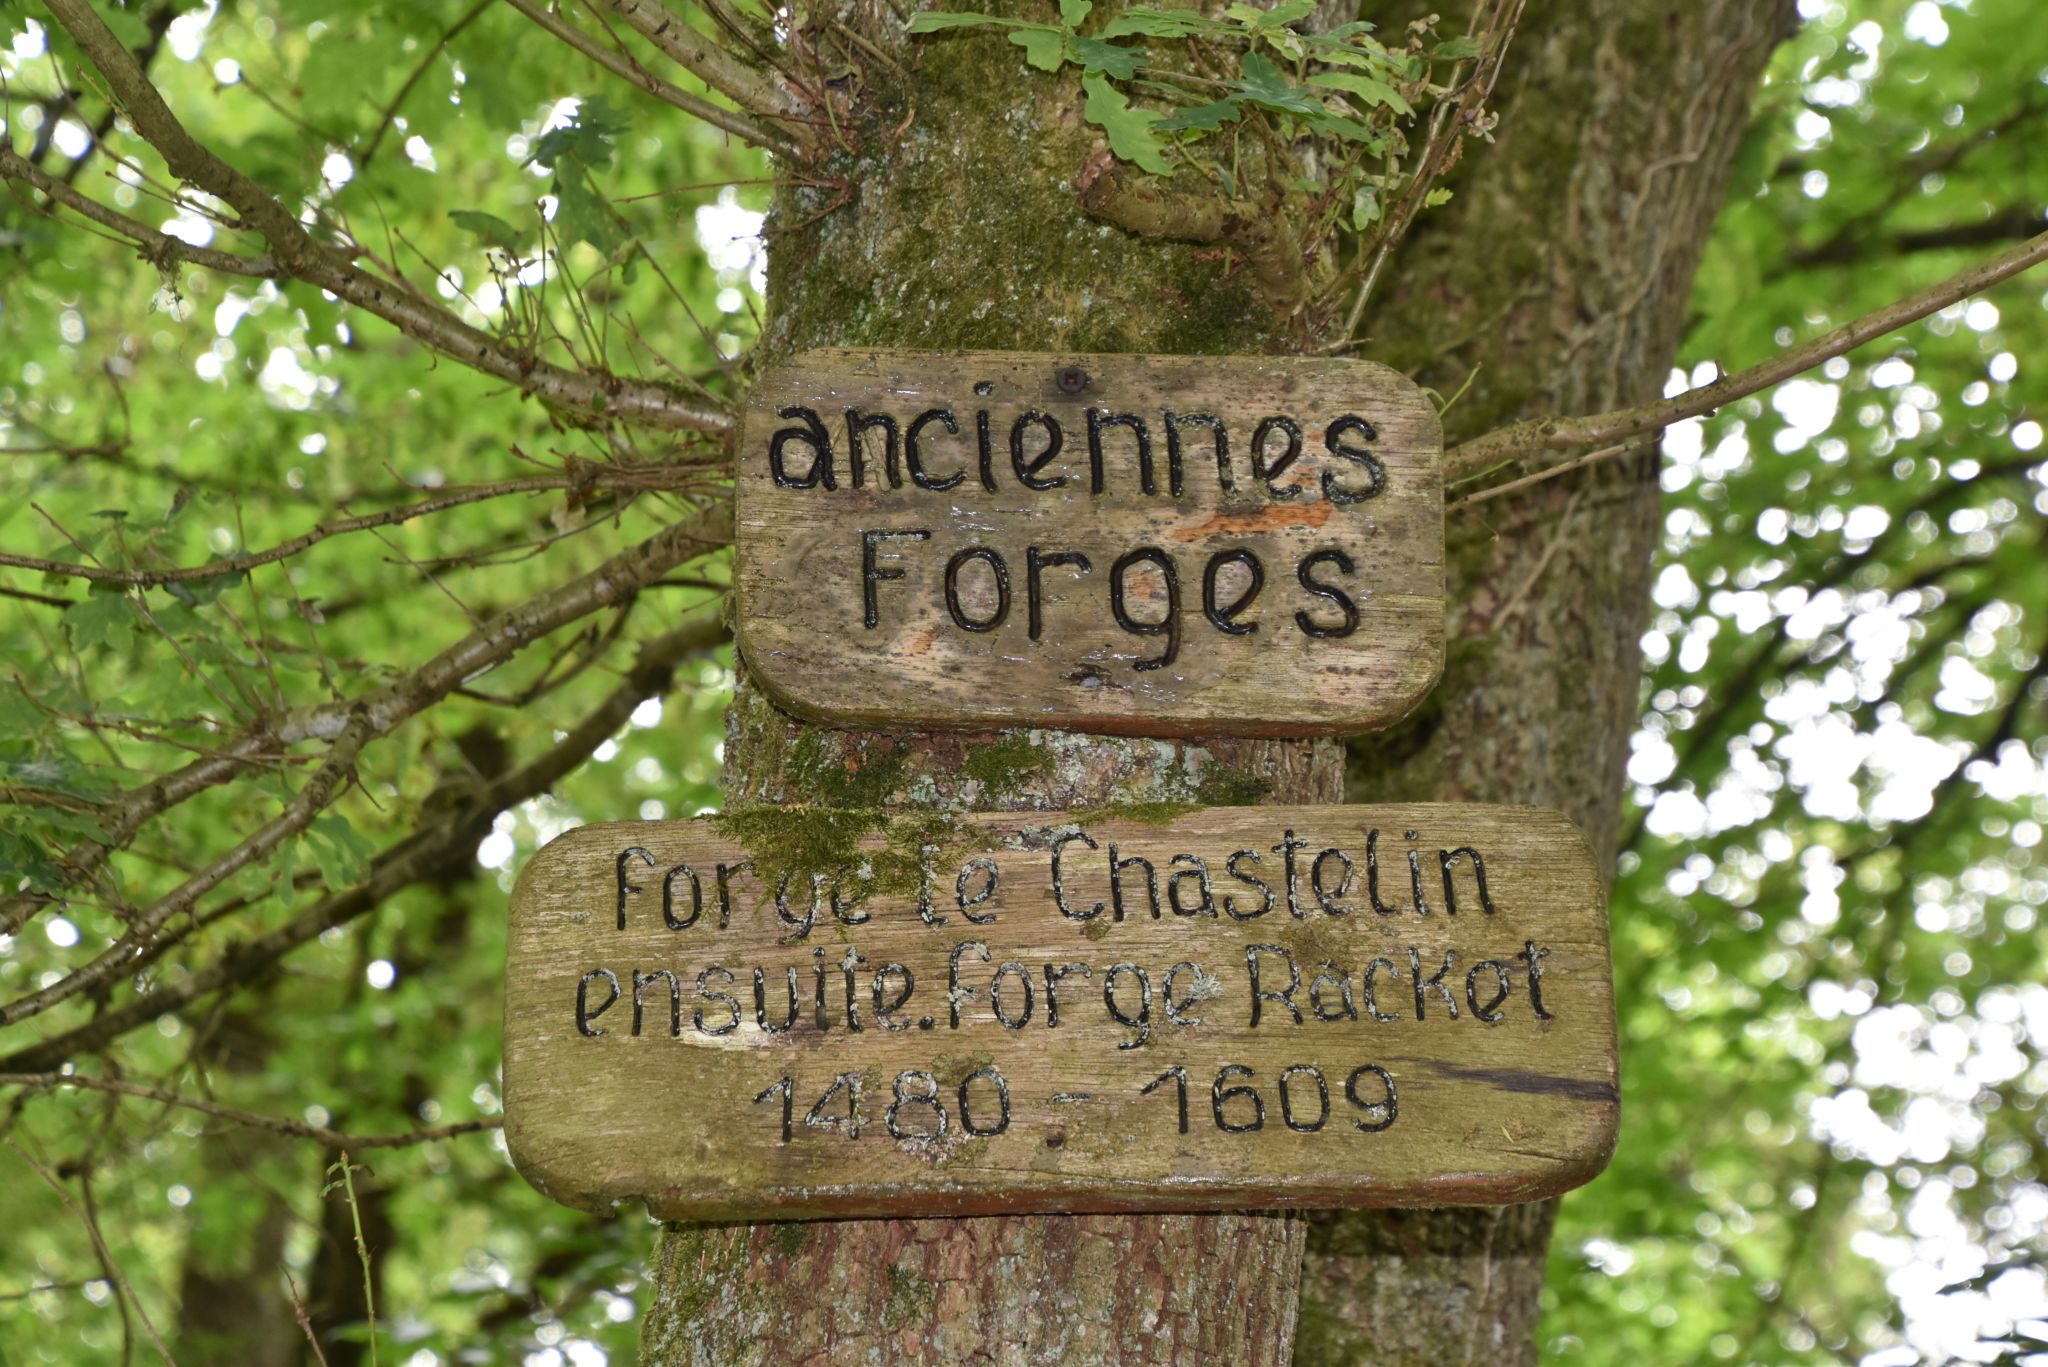 anciennes
Forges
forge Le Chastelin
ensuite.forge Racket
1480 - 1609